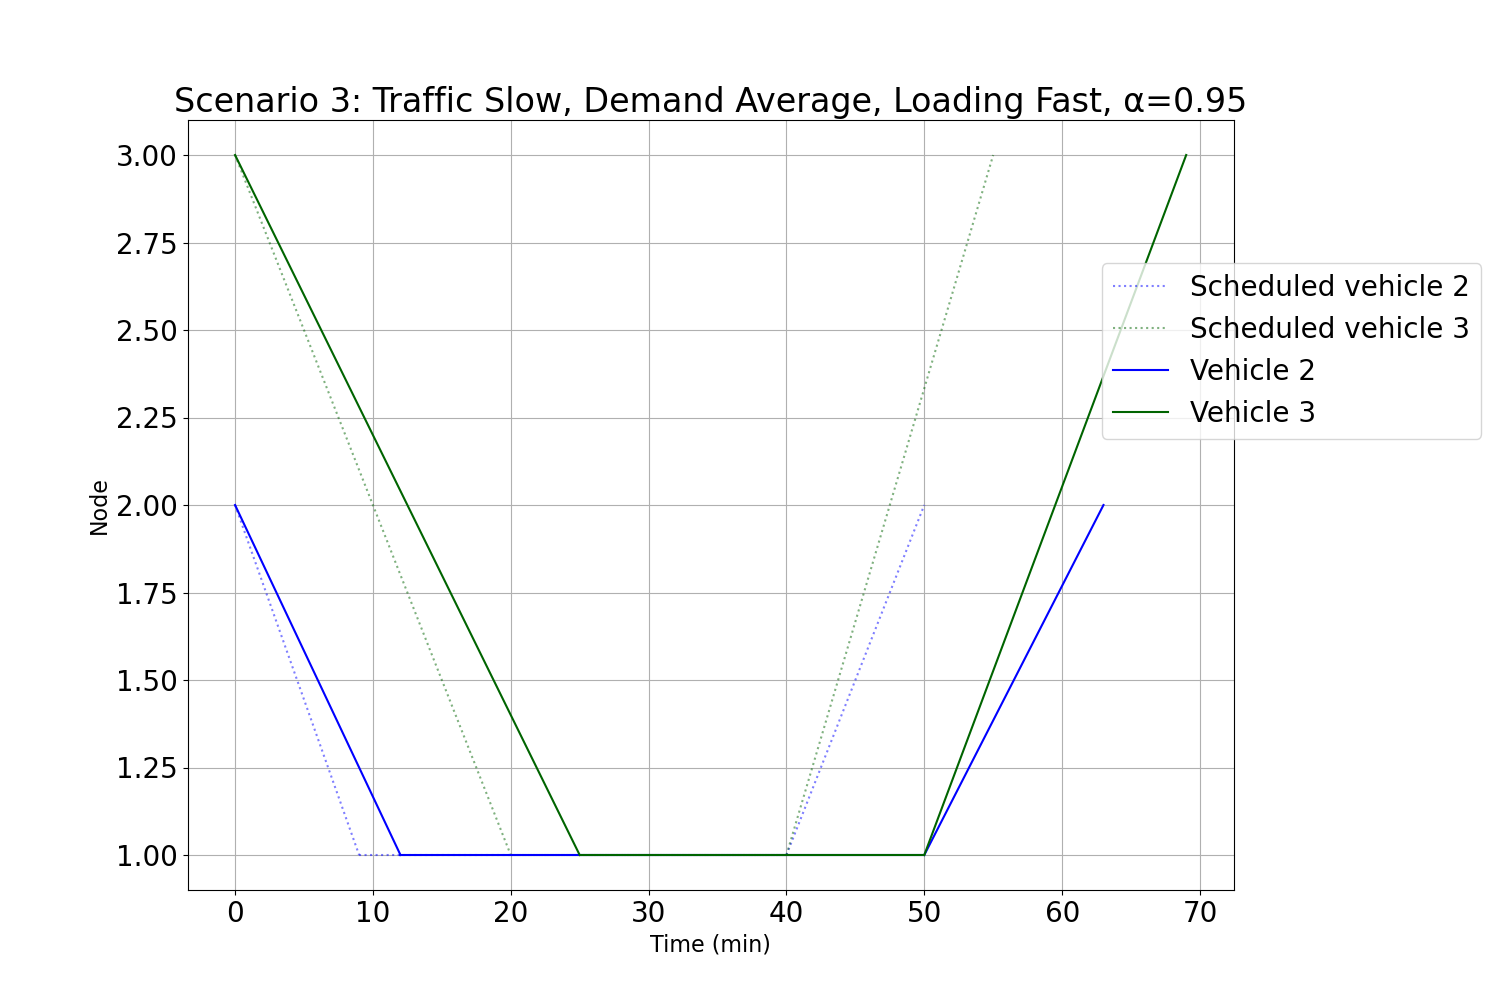 Scenario 3: Traffic Slow, Demand Average, Loading Fast, α=0.95
3.00
2.75
2.50
2.25
2.00
1.75
1.50
1.25
1.00
Node
Scheduled vehicle 2
Scheduled vehicle 3
Vehicle 2
Vehicle 3
0 10 20 30 40 50 60 70
Time (min)